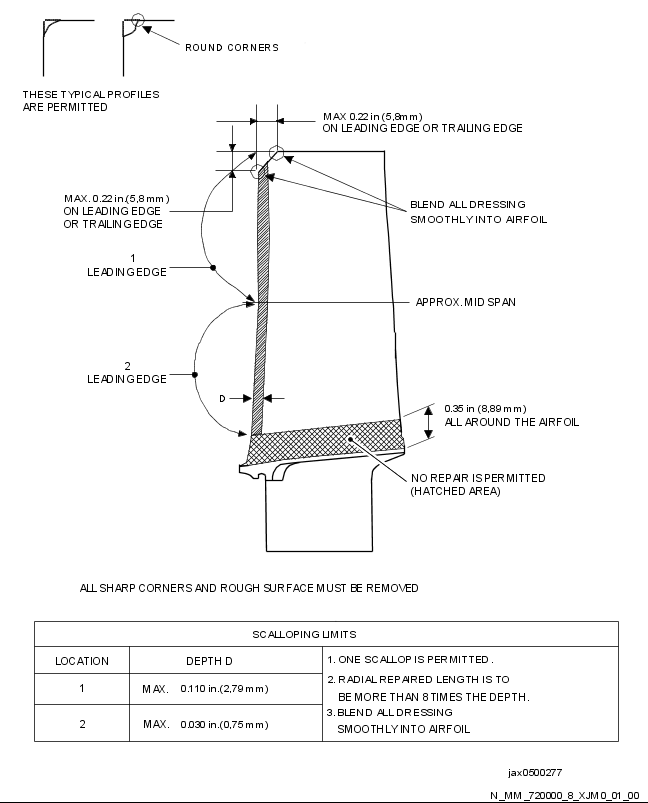 ROUND CORNERS
THESE TYPICAL PROFILES
ARE PERMITTED
MAX 0.22 in (5,8mm)
ON LEADING EDGE OR TRAILING EDGE
MAX. 0.22 in.(5,8 mm)
ON LEADING EDGE
OR TRAILING EDGE
BLEND ALL DRESSING
SMOOTHLY INTO AIRFOIL
1
LEADING EDGE
APPROX. MID SPAN
2
LEADING EDGE
D
0.35 in (8,89 mm)
ALL AROUND THE AIRFOIL
NO REPAIR IS PERMITTED
(HATCHED AREA)
ALL SHARP CORNERS AND ROUGH SURFACE MUST BE REMOVED
SCALLOPING LIMITS
LOCATION
DEPTH D
1
MAX. 0.110 in.(2,79 mm)
2
MAX. 0.030 in.(0,75 mm)
1. ONE SCALLOP IS PERMITTED.
2. RADIAL REPAIRED LENGTH IS TO
BE MORE THAN 8 TIMES THE DEPTH.
3. BLEND ALL DRESSING
SMOOTHLY INTO AIRFOIL
jax0500277
N_MM_720000_8_XJM0_01_00